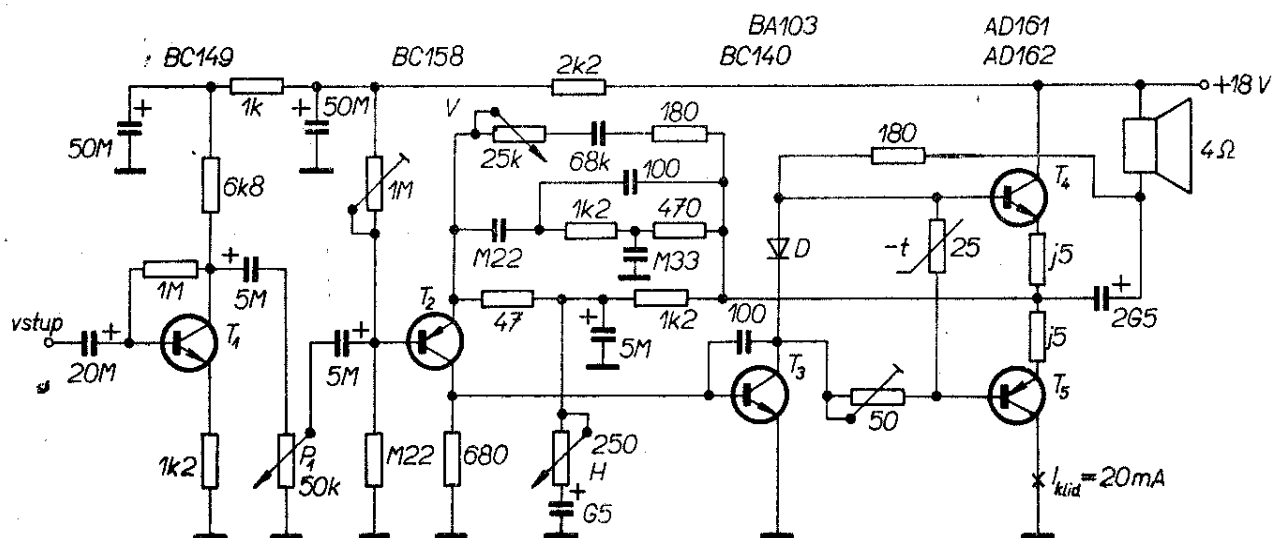 BA103 AD161
BC149 BC158 BC140 AD162
2k2
1k
+ + +18 V
50M 50M
V 180 180
25k 68k 4Ω
100
6k8 1M T4
1k2 470
-t 25
M22 M33 D j5
+
1M 5M
T2 47 1k2 100 2G5
+ +
vstup T1 5M j5
+ +
20M 5M T3
50 T5
250
1k2 P1 M22 680 H
50k
+
G5 Iklid=20mA